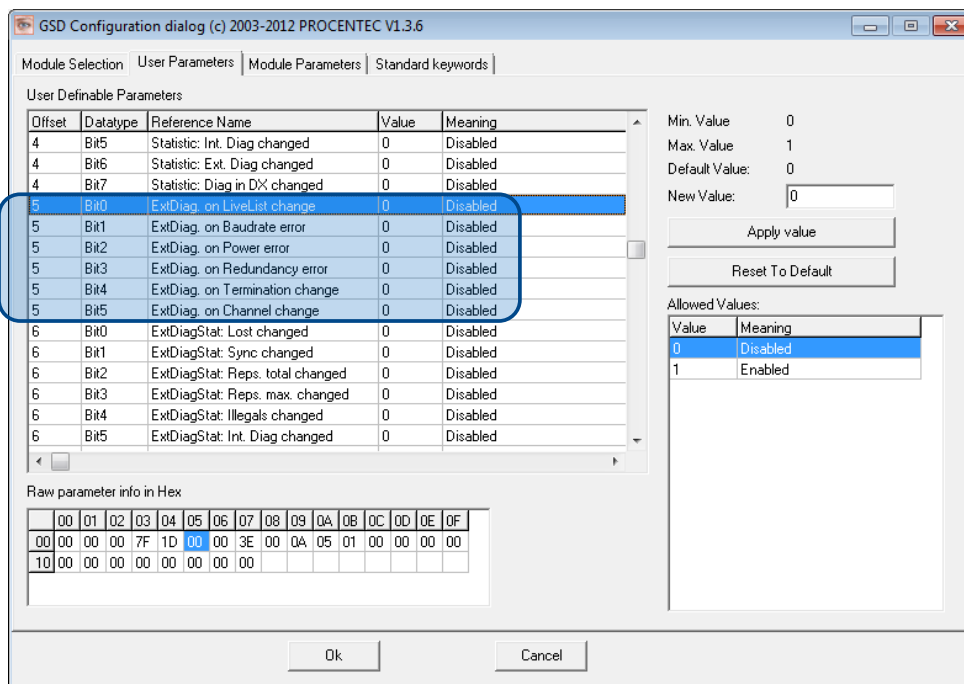 GSD Configuration dialog (c) 2003-2012 PROCENTEC V1.3.6
Module Selection User Parameters Module Parameters Standard keywords
User Definable Parameters
Offset Datatype Reference Name Value Meaning
4 Bit5 Statistic: Int. Diag changed 0 Disabled
4 Bit6 Statistic: Ext. Diag changed 0 Disabled
4 Bit7 Statistic: Diag in DX changed 0 Disabled
5 Bit0 ExtDiag. on LiveList change 0 Disabled
5 Bit1 ExtDiag. on Baudrate error 0 Disabled
5 Bit2 ExtDiag. on Power error 0 Disabled
5 Bit3 ExtDiag. on Redundancy error 0 Disabled
5 Bit4 ExtDiag. on Termination change 0 Disabled
5 Bit5 ExtDiag. on Channel change 0 Disabled
6 Bit0 ExtDiagStat: Lost changed 0 Disabled
6 Bit1 ExtDiagStat: Sync changed 0 Disabled
6 Bit2 ExtDiagStat: Reps. total changed 0 Disabled
6 Bit3 ExtDiagStat: Reps. max. changed 0 Disabled
6 Bit4 ExtDiagStat: Illegals changed 0 Disabled
6 Bit5 ExtDiagStat: Int. Diag changed 0 Disabled
Min. Value 0
Max. Value 1
Default Value: 0
New Value: 0
Apply value
Reset To Default
Allowed Values:
Value Meaning
0 Disabled
1 Enabled
Raw parameter info in Hex
00 01 02 03 04 05 06 07 08 09 0A 0B 0C 0D 0E 0F
00 00 00 00 7F 1D 00 00 3E 00 0A 05 01 00 00 00 00
10 00 00 00 00 00 00 00 00
Ok Cancel